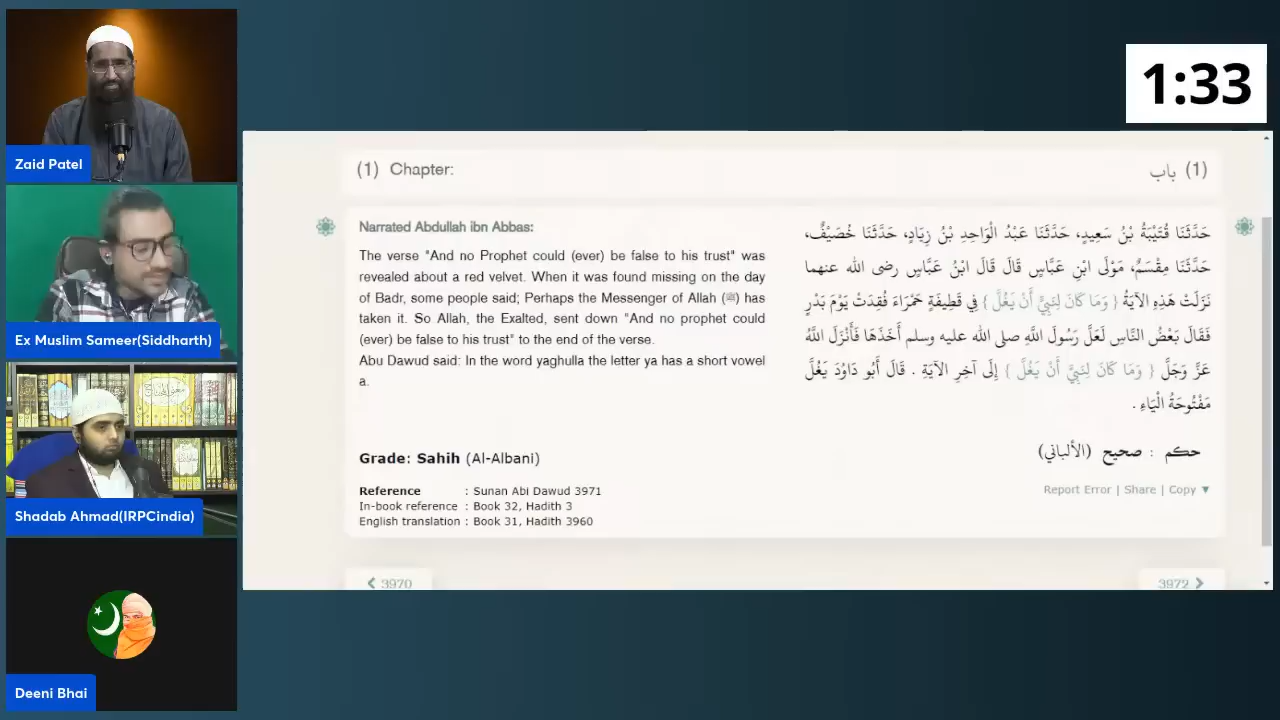 Zaid Patel
Ex Muslim Sameer(Siddharth)
Shadab Ahmad(IRPCindia)
Deeni Bhai
1:33
(1) Chapter:
(1) باب
Narrated Abdullah ibn Abbas:
The verse "And no Prophet could (ever) be false to his trust" was
revealed about a red velvet. When it was found missing on the day
of Badr, some people said; Perhaps the Messenger of Allah (ﷺ) has
taken it. So Allah, the Exalted, sent down "And no prophet could
(ever) be false to his trust" to the end of the verse.
Abu Dawud said: In the word yaghulla the letter ya has a short vowel
a.
حَدَّثَنَا قُتَيْبَةُ بْنُ سَعِيدٍ، حَدَّثَنَا عَبْدُ الْوَاحِدِ بْنُ زِيَادٍ، حَدَّثَنَا خُصَيْفٌ،
حَدَّثَنَا مِقْسَمٌ، مَوْلَى ابْنِ عَبَّاسٍ قَالَ قَالَ ابْنُ عَبَّاسٍ رضى الله عنهما
نَزَلَتْ هَذِهِ الآيَةُ { وَمَا كَانَ لِنَبِيٍّ أَنْ يَغُلَّ } فِي قَطِيفَةٍ حَمْرَاءَ فُقِدَتْ يَوْمَ بَدْرٍ
فَقَالَ بَعْضُ النَّاسِ لَعَلَّ رَسُولَ اللَّهِ صلى الله عليه وسلم أَخَذَهَا فَأَنْزَلَ اللَّهُ
عَزَّ وَجَلَّ { وَمَا كَانَ لِنَبِيٍّ أَنْ يَغُلَّ } إِلَى آخِرِ الآيَةِ . قَالَ أَبُو دَاوُدَ يَغُلَّ
مَفْتُوحَةُ الْيَاءِ .
Grade: Sahih (Al-Albani)
حكم : صحيح (الألباني)
Reference : Sunan Abi Dawud 3971
In-book reference : Book 32, Hadith 3
English translation : Book 31, Hadith 3960
Report Error | Share | Copy ▼
3970
3972